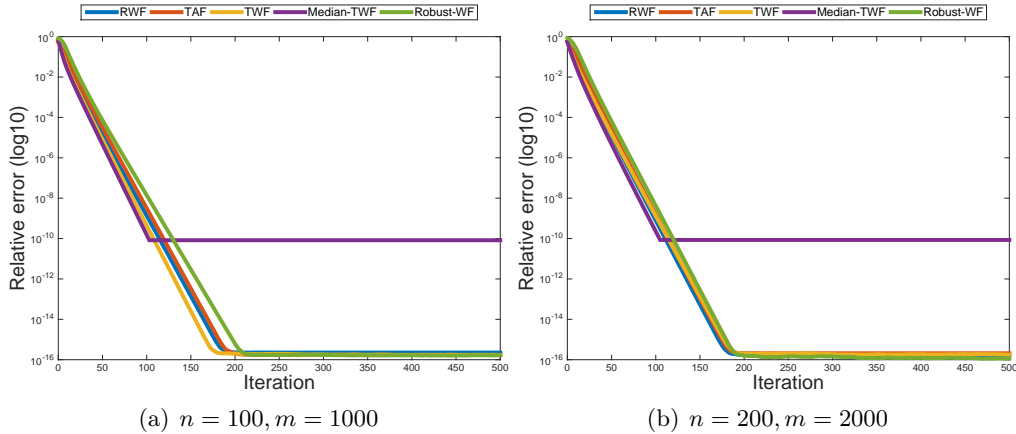 RWF TAF TWF Median-TWF Robust-WF
Relative error (log10)
10^0
10^-2
10^-4
10^-6
10^-8
10^-10
10^-12
10^-14
10^-16
0 50 100 150 200 250 300 350 400 450 500
Iteration
(a) n = 100, m = 1000
RWF TAF TWF Median-TWF Robust-WF
Relative error (log10)
10^0
10^-2
10^-4
10^-6
10^-8
10^-10
10^-12
10^-14
10^-16
0 50 100 150 200 250 300 350 400 450 500
Iteration
(b) n = 200, m = 2000